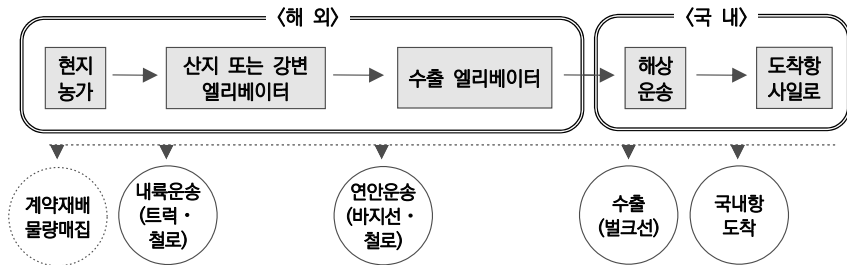 〈해 외〉
〈국 내〉
현지
농가
산지 또는 강변
엘리베이터
수출 엘리베이터
해상
운송
도착항
사일로
계약재배
물량매집
내륙운송
(트럭・
철로)
연안운송
(바지선・
철로)
수출
(벌크선)
국내항
도착